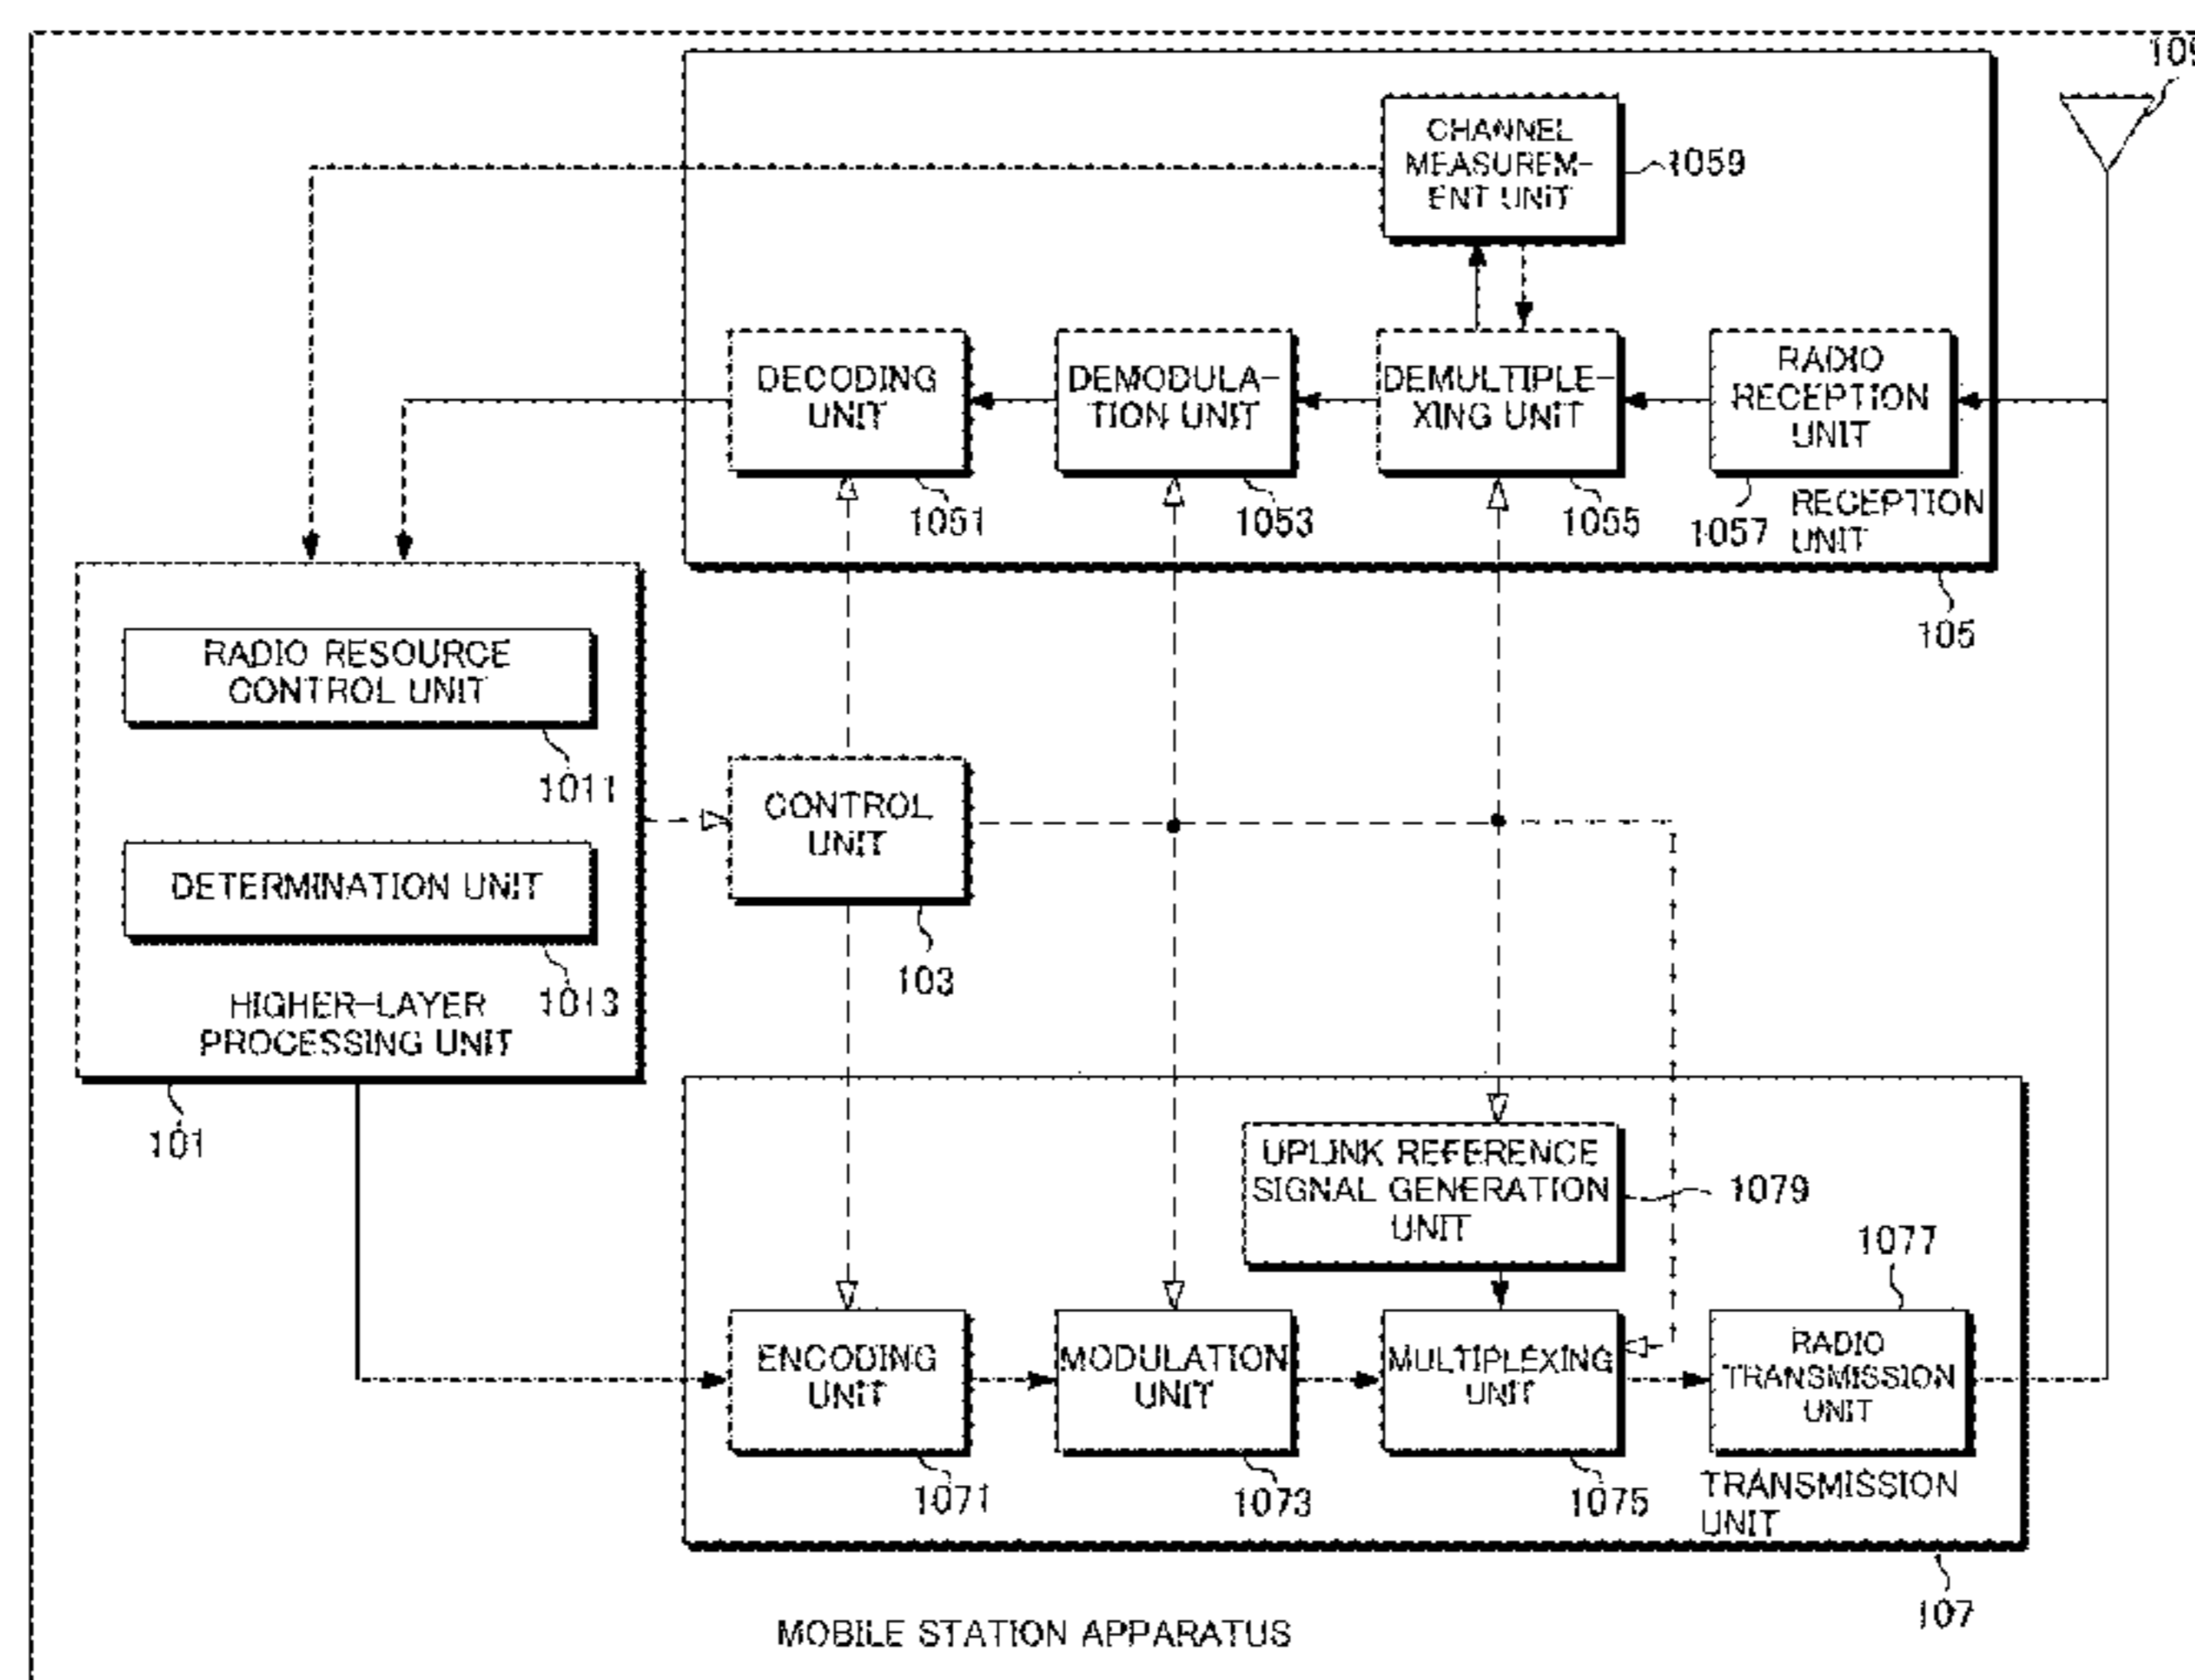 109
CHANNEL
MEASUREM-
ENT UNIT
1059
DECODING
UNIT
1051
DEMODULA-
TION UNIT
1053
DEMULTIPLE-
XING UNIT
1055
RADIO
RECEPTION
UNIT
1057
RECEPTION
UNIT
105
RADIO RESOURCE
CONTROL UNIT
1011
DETERMINATION UNIT
1013
HIGHER-LAYER
PROCESSING UNIT
101
CONTROL
UNIT
103
UPLINK REFERENCE
SIGNAL GENERATION
UNIT
1079
1077
ENCODING
UNIT
1071
MODULATION
UNIT
1073
MULTIPLEXING
UNIT
1075
RADIO
TRANSMISSION
UNIT
TRANSMISSION
UNIT
107
MOBILE STATION APPARATUS